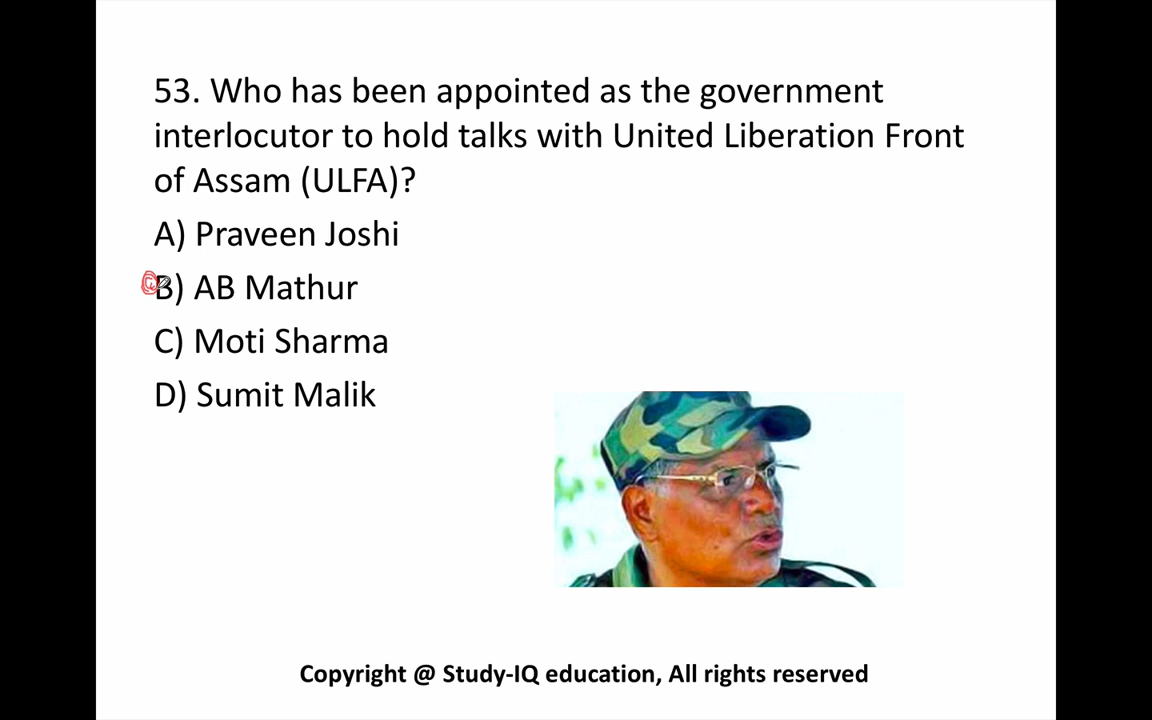 53. Who has been appointed as the government
interlocutor to hold talks with United Liberation Front
of Assam (ULFA)?
A) Praveen Joshi
B) AB Mathur
C) Moti Sharma
D) Sumit Malik
Copyright @ Study-IQ education, All rights reserved